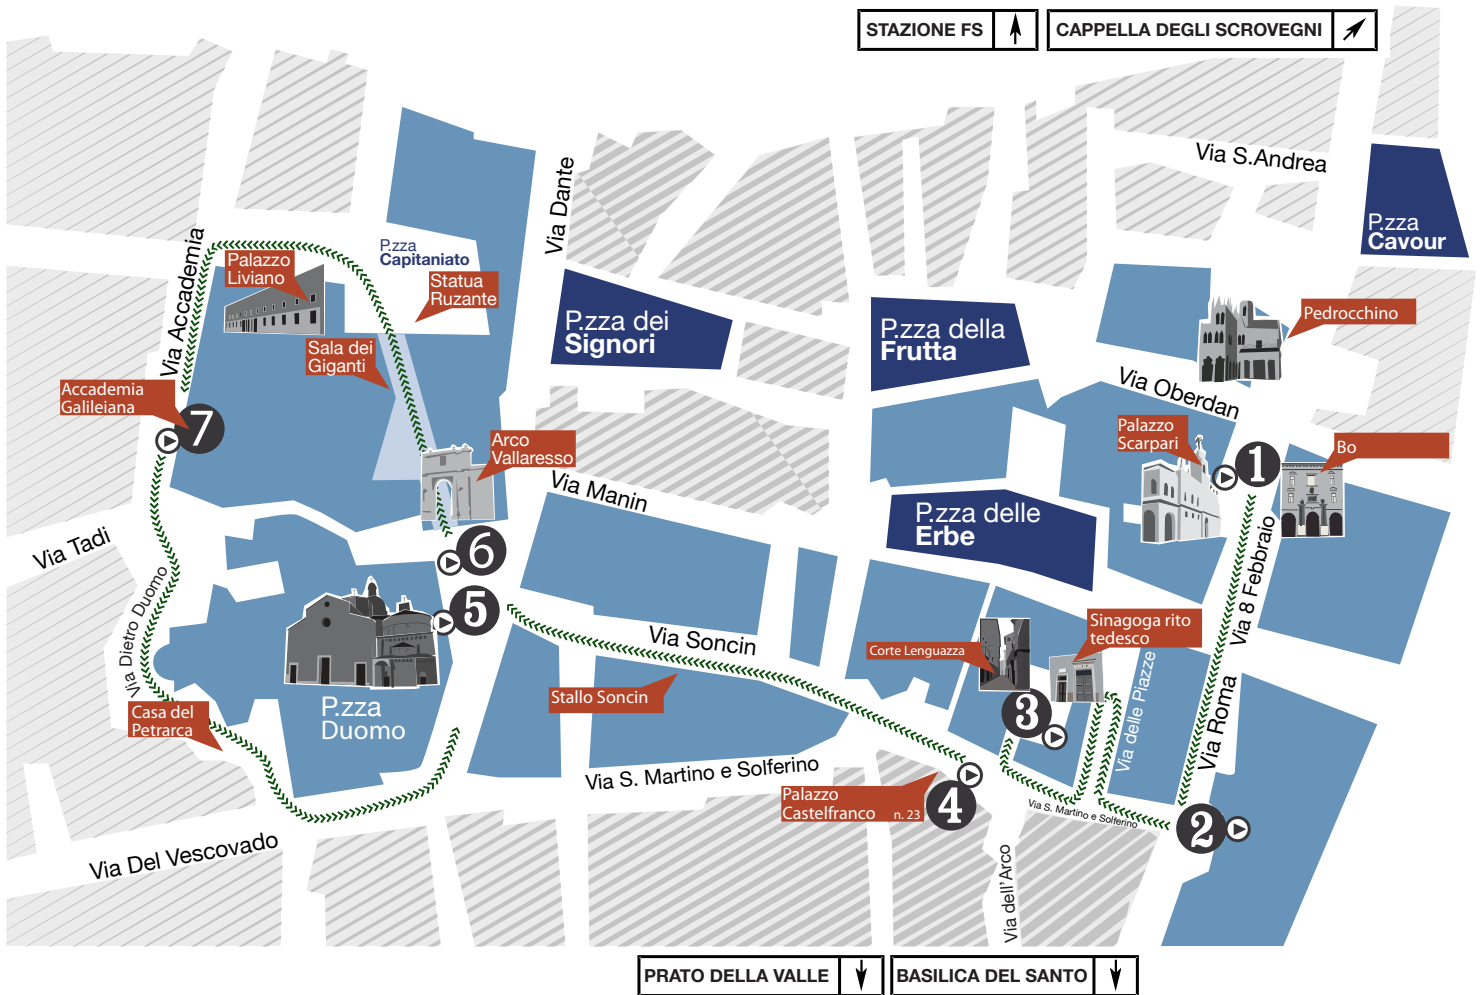 STAZIONE FS
CAPPELLA DEGLI SCROVEGNI
Via S.Andrea
P.zza
Cavour
Via Dante
Via Accademia
P.zza
Capitaniato
Palazzo
Liviano
Statua
Ruzante
Sala dei
Giganti
P.zza dei
Signori
P.zza della
Frutta
Pedrocchino
Via Oberdan
Accademia
Galileiana
7
Arco
Vallaresso
Palazzo
Scarpari
1
Bo
Via Manin
P.zza delle
Erbe
Via Tadi
6
5
Via 8 Febbraio
Via Dietro Duomo
Via Soncin
Corte Lenguazza
Sinagoga rito
tedesco
Stallo Soncin
Casa del
Petrarca
P.zza
Duomo
3
Via delle Piazze
Via Roma
Via S. Martino e Solferino
Palazzo
Castelfranco n. 23
4
Via S. Martino e Solferino
2
Via Del Vescovado
Via dell'Arco
PRATO DELLA VALLE
BASILICA DEL SANTO